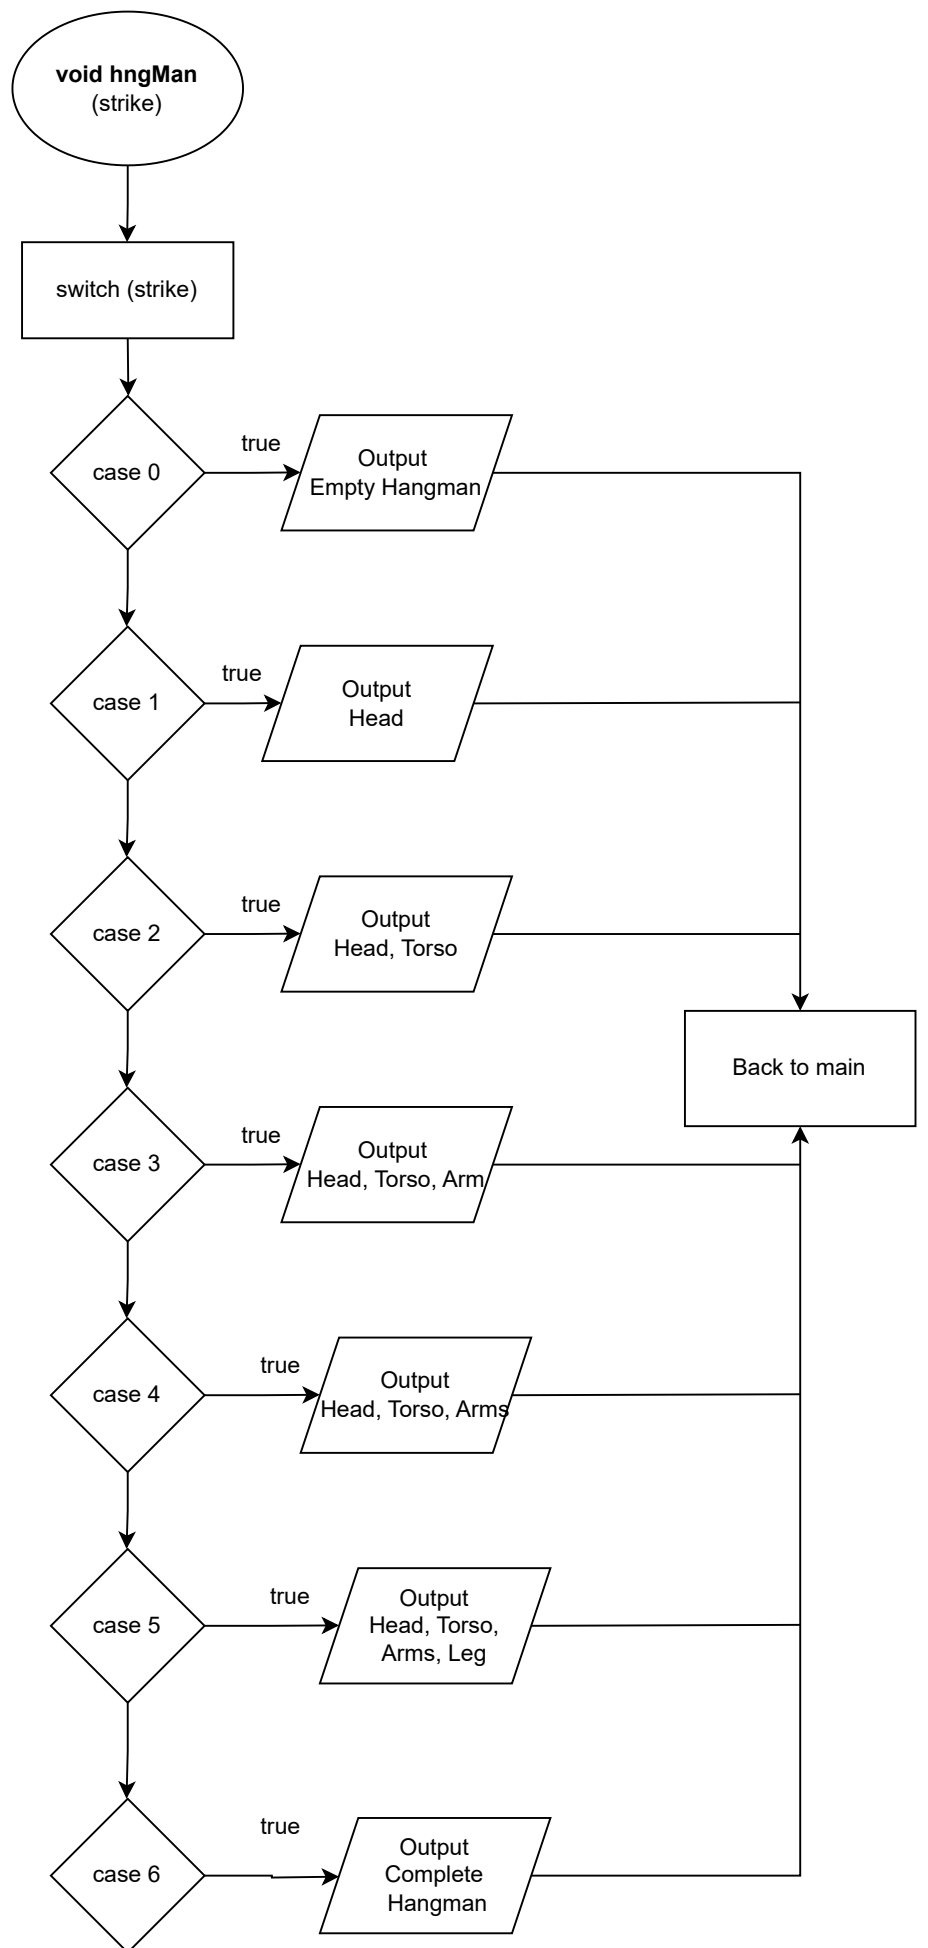 void hngMan
(strike)
switch (strike)
case 0
true
Output
Empty Hangman
case 1
true
Output
Head
case 2
true
Output
Head, Torso
Back to main
case 3
true
Output
Head, Torso, Arm
case 4
true
Output
Head, Torso, Arms
case 5
true
Output
Head, Torso,
Arms, Leg
case 6
true
Output
Complete
Hangman